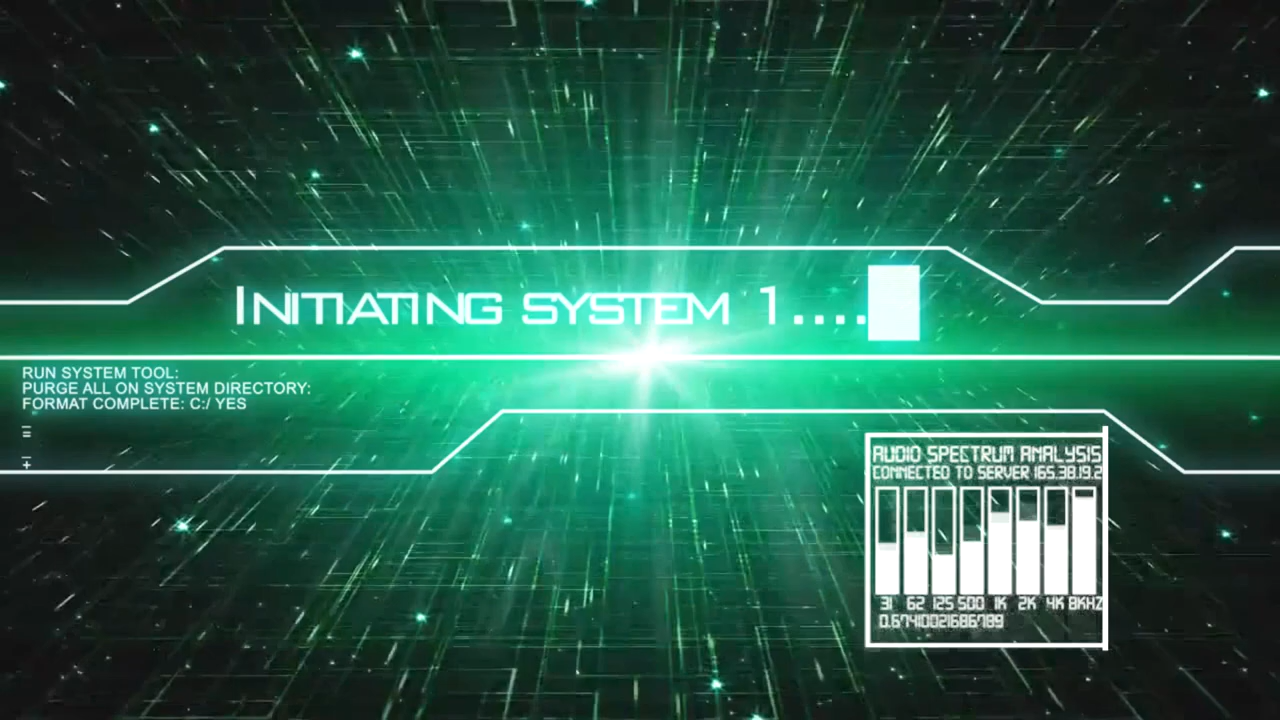 INITIATING SYSTEM 1....
RUN SYSTEM TOOL:
PURGE ALL ON SYSTEM DIRECTORY:
FORMAT COMPLETE: C:/ YES
AUDIO SPECTRUM ANALYSIS
CONNECTED TO SERVER 165.38.19.2
31 62 125 500 1K 2K 4K 8KHZ
0.67410021686789